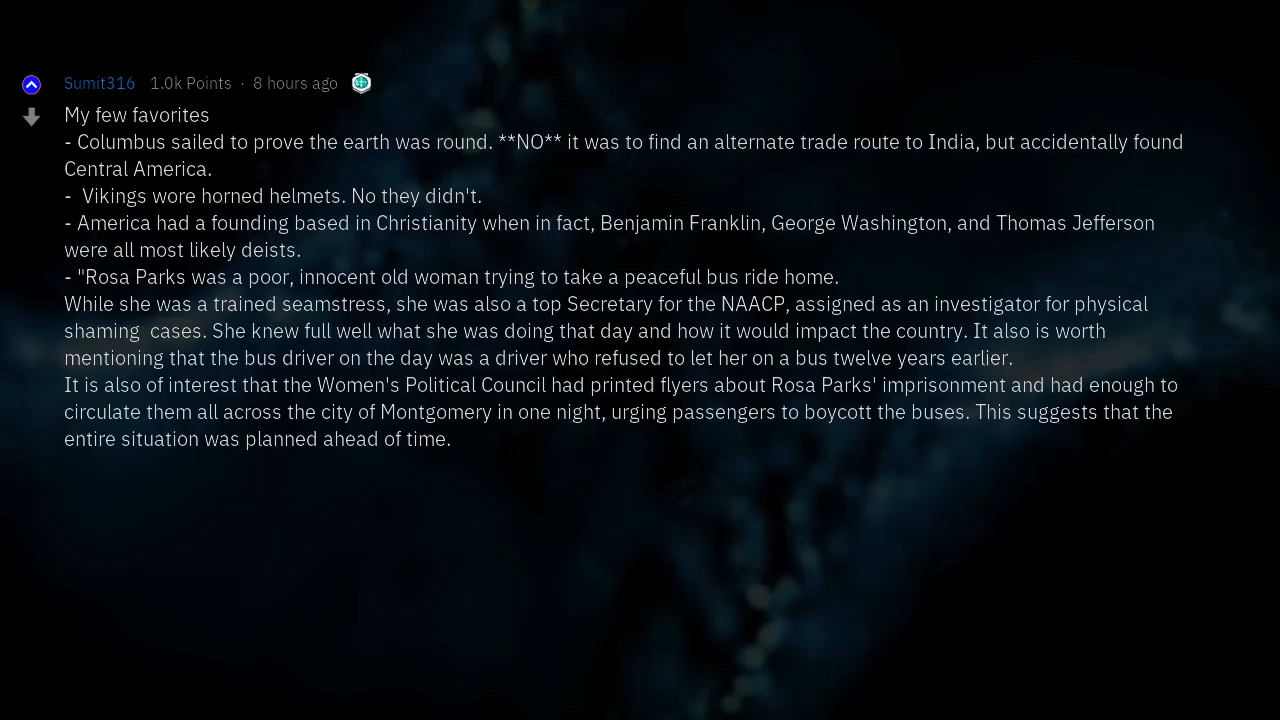 Sumit316 1.0k Points · 8 hours ago
My few favorites
- Columbus sailed to prove the earth was round. **NO** it was to find an alternate trade route to India, but accidentally found
Central America.
-  Vikings wore horned helmets. No they didn't.
- America had a founding based in Christianity when in fact, Benjamin Franklin, George Washington, and Thomas Jefferson
were all most likely deists.
- "Rosa Parks was a poor, innocent old woman trying to take a peaceful bus ride home.
While she was a trained seamstress, she was also a top Secretary for the NAACP, assigned as an investigator for physical
shaming  cases. She knew full well what she was doing that day and how it would impact the country. It also is worth
mentioning that the bus driver on the day was a driver who refused to let her on a bus twelve years earlier.
It is also of interest that the Women's Political Council had printed flyers about Rosa Parks' imprisonment and had enough to
circulate them all across the city of Montgomery in one night, urging passengers to boycott the buses. This suggests that the
entire situation was planned ahead of time.